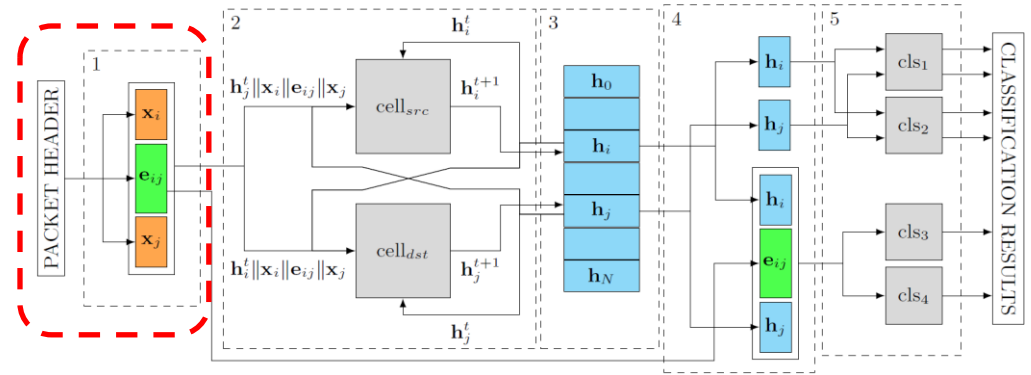 PACKET HEADER
1
x_i
e_ij
x_j
2
h_i^t
h_j^t||x_i||e_ij||x_j
cell_src
h_i^{t+1}
h_i^t||x_i||e_ij||x_j
cell_dst
h_j^{t+1}
h_j^t
3
h_0
h_i
h_j
h_N
4
h_i
h_j
h_i
e_ij
h_j
5
cls_1
cls_2
cls_3
cls_4
CLASSIFICATION RESULTS